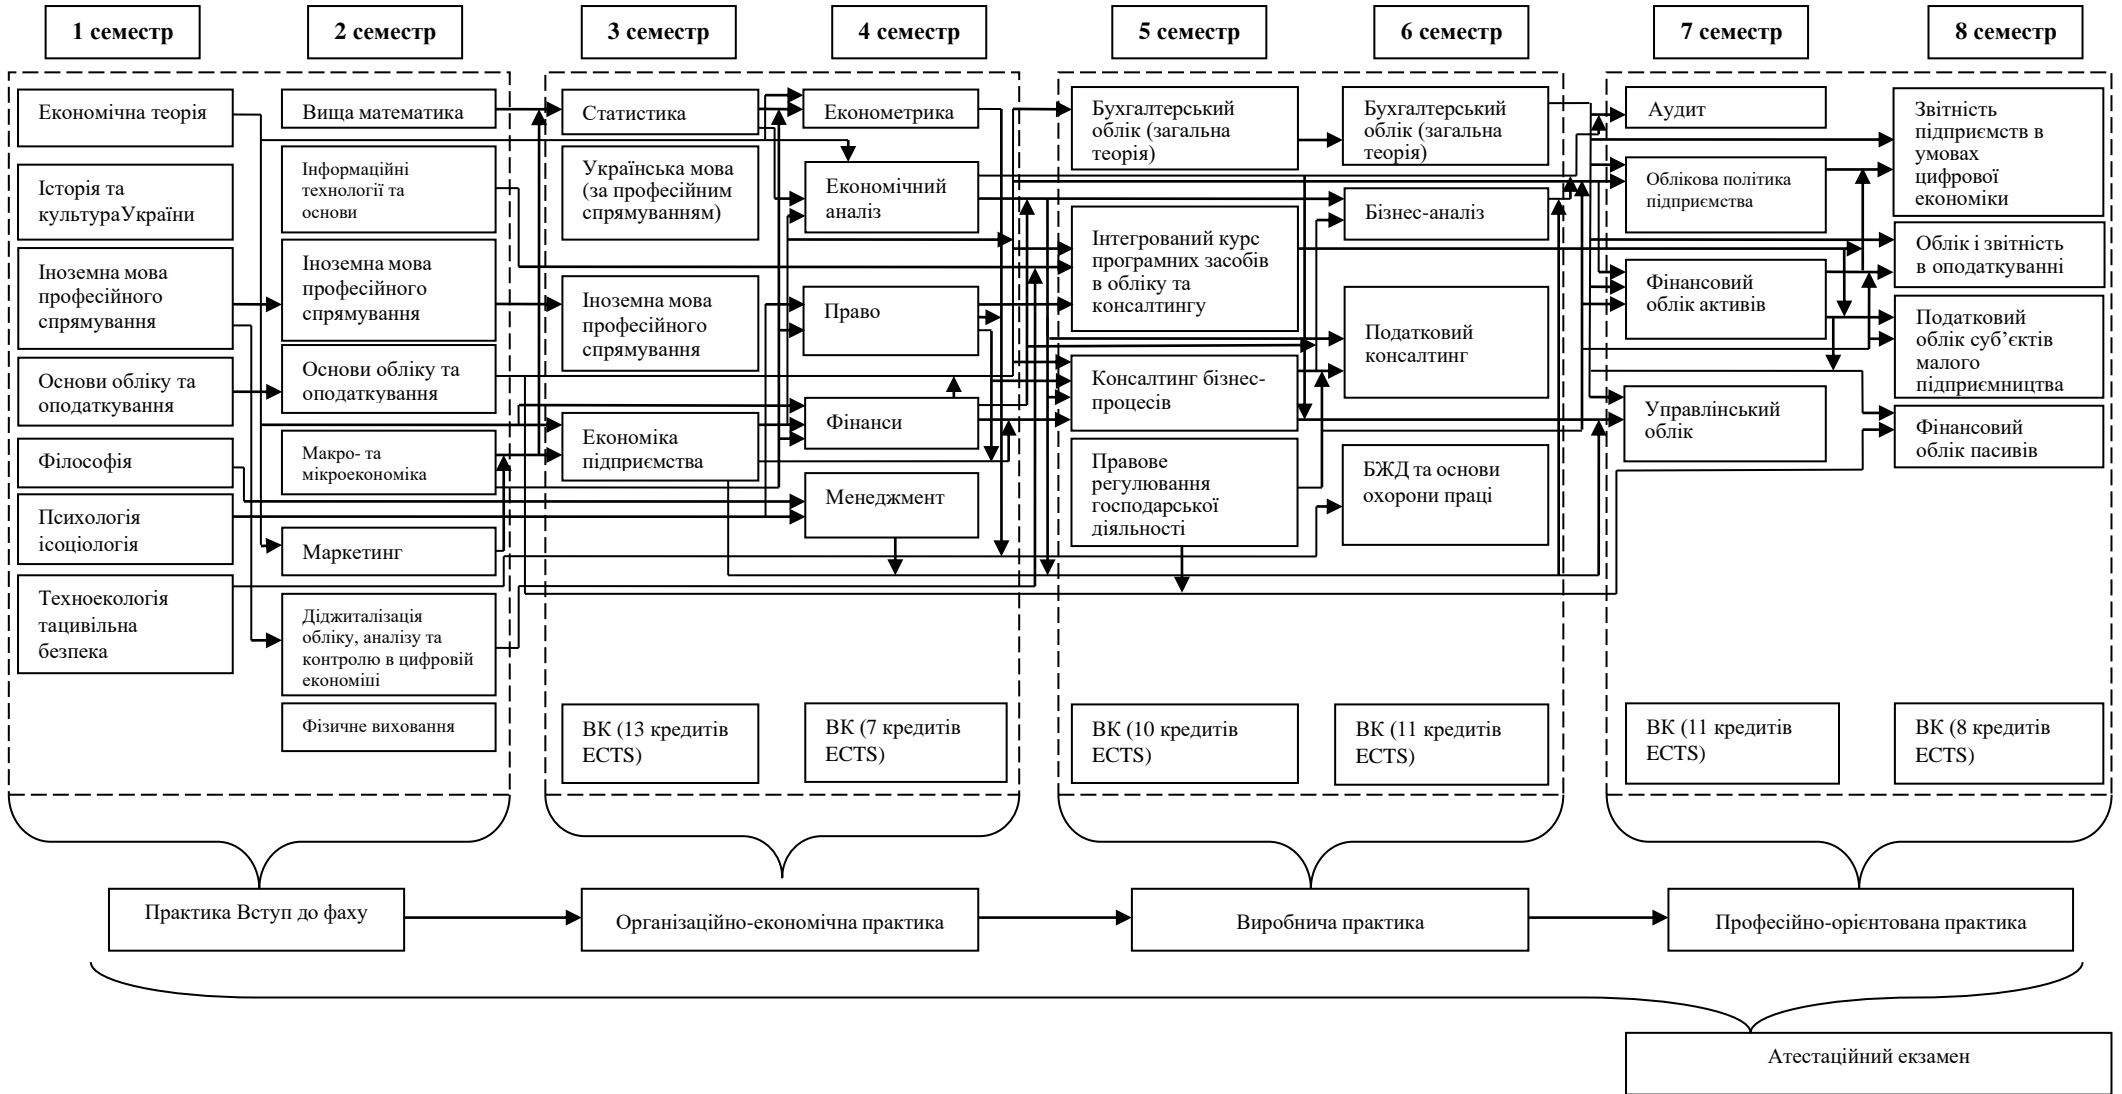 1 семестр
2 семестр
3 семестр
4 семестр
5 семестр
6 семестр
7 семестр
8 семестр
Економічна теорія
Історія та
культураУкраїни
Іноземна мова
професійного
спрямування
Основи обліку та
оподаткування
Філософія
Психологія
ісоціологія
Техноекологія
тацивільна
безпека
Вища математика
Інформаційні
технології та
основи
Іноземна мова
професійного
спрямування
Основи обліку та
оподаткування
Макро- та
мікроекономіка
Маркетинг
Діджиталізація
обліку, аналізу та
контролю в цифровій
економіці
Фізичне виховання
Статистика
Українська мова
(за професійним
спрямуванням)
Іноземна мова
професійного
спрямування
Економіка
підприємства
ВК (13 кредитів
ECTS)
Економетрика
Економічний
аналіз
Право
Фінанси
Менеджмент
ВК (7 кредитів
ECTS)
Бухгалтерський
облік (загальна
теорія)
Інтегрований курс
програмних засобів
в обліку та
консалтингу
Консалтинг бізнес-
процесів
Правове
регулювання
господарської
діяльності
ВК (10 кредитів
ECTS)
Бухгалтерський
облік (загальна
теорія)
Бізнес-аналіз
Податковий
консалтинг
БЖД та основи
охорони праці
ВК (11 кредитів
ECTS)
Аудит
Облікова політика
підприємства
Фінансовий
облік активів
Управлінський
облік
ВК (11 кредитів
ECTS)
Звітність
підприємств в
умовах
цифрової
економіки
Облік і звітність
в оподаткуванні
Податковий
облік суб’єктів
малого
підприємництва
Фінансовий
облік пасивів
ВК (8 кредитів
ECTS)
Практика Вступ до фаху
Організаційно-економічна практика
Виробнича практика
Професійно-орієнтована практика
Атестаційний екзамен